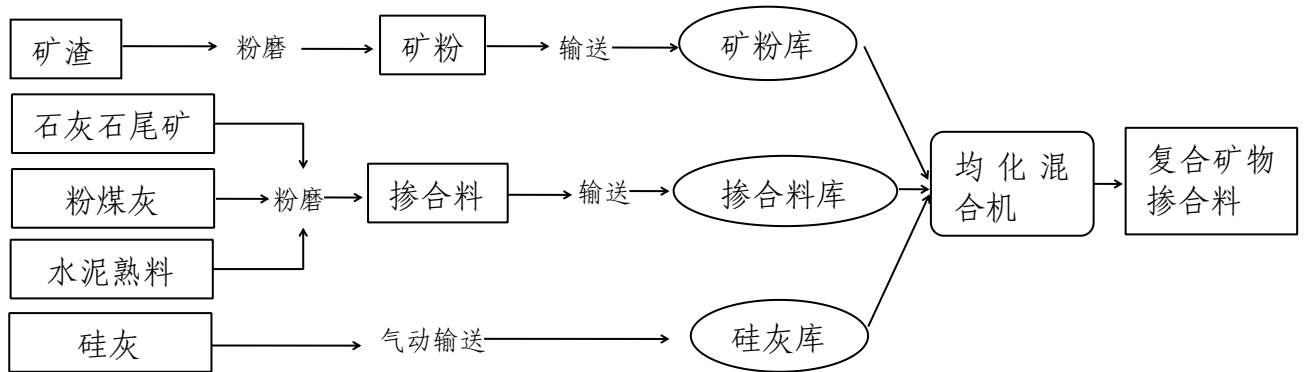 矿渣
粉磨
矿粉
输送
矿粉库
石灰石尾矿
粉煤灰
水泥熟料
粉磨
掺合料
输送
掺合料库
均化混
合机
复合矿物
掺合料
硅灰
气动输送
硅灰库